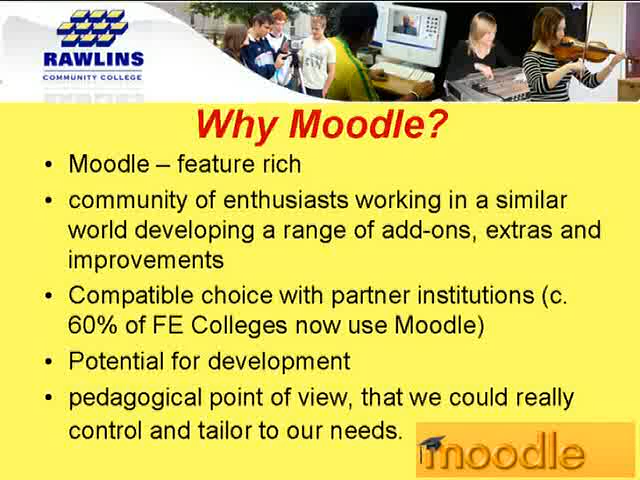 RAWLINS
COMMUNITY COLLEGE
Why Moodle?
• Moodle – feature rich
• community of enthusiasts working in a similar
world developing a range of add-ons, extras and
improvements
• Compatible choice with partner institutions (c.
60% of FE Colleges now use Moodle)
• Potential for development
• pedagogical point of view, that we could really
control and tailor to our needs.
moodle